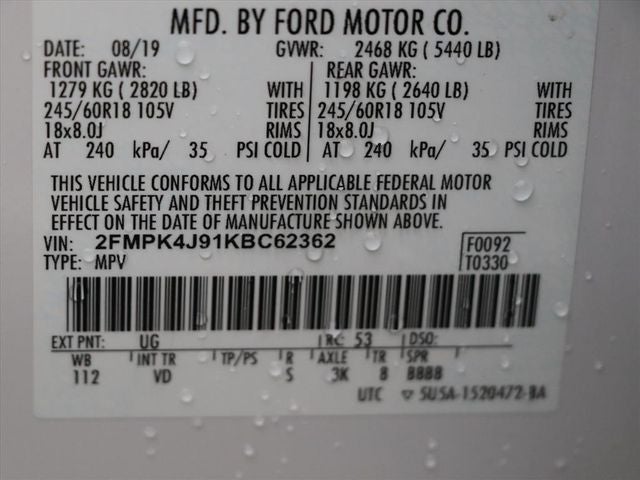 MFD. BY FORD MOTOR CO.
DATE: 08/19 GVWR: 2468 KG ( 5440 LB)
FRONT GAWR: REAR GAWR:
1279 KG ( 2820 LB) WITH 1198 KG ( 2640 LB)
245/60R18 105V TIRES 245/60R18 105V
18x8.0J RIMS 18x8.0J
AT 240 kPa/ 35 PSI COLD AT 240 kPa/ 35 PSI COLD
THIS VEHICLE CONFORMS TO ALL APPLICABLE FEDERAL MOTOR
VEHICLE SAFETY AND THEFT PREVENTION STANDARDS IN
EFFECT ON THE DATE OF MANUFACTURE SHOWN ABOVE.
VIN: 2FMPK4J91KBC62362 F0092
TYPE: MPV T0330
EXT PNT: UG RC: 53 DSO:
WB INT TR TP/PS R AXLE TR SPR
112 VD S 3K 8 8888
UTC ▽ 5U5A-1520472-BA